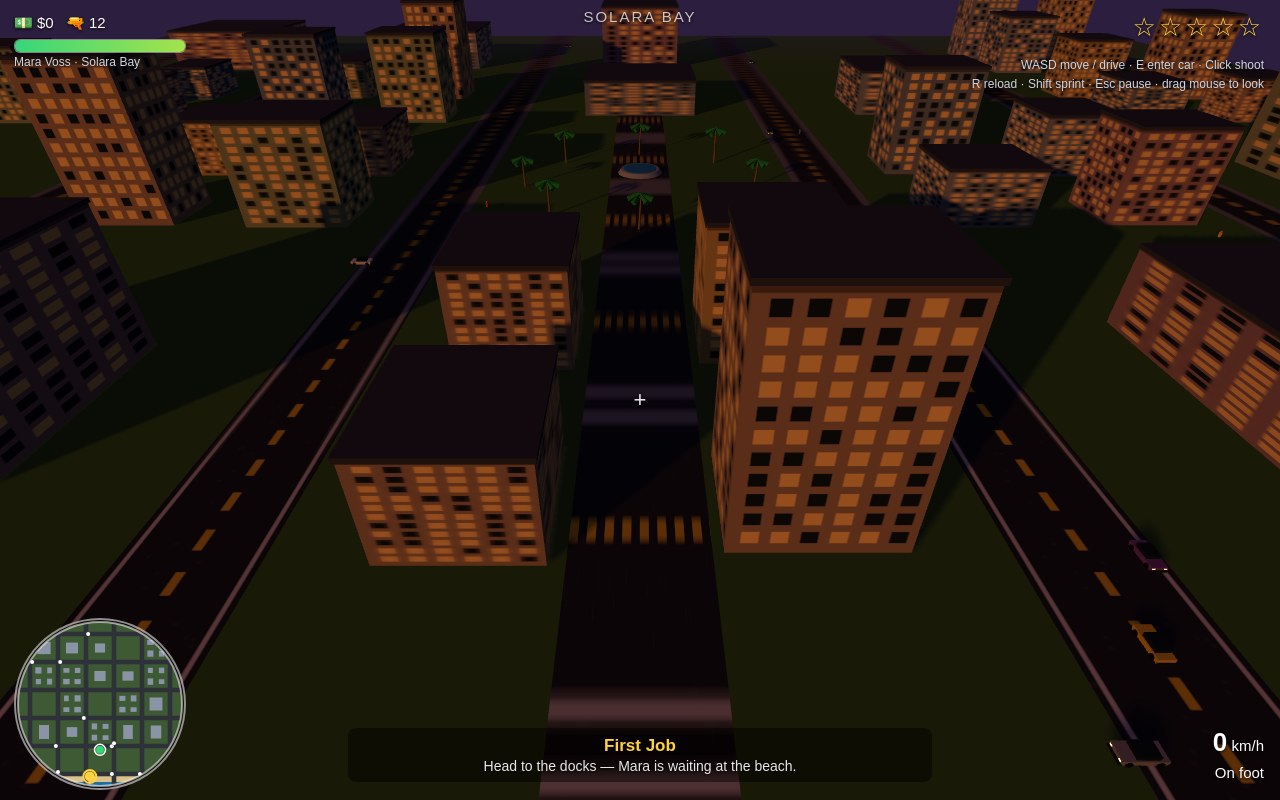 $0 12
Mara Voss · Solara Bay
SOLARA BAY
WASD move / drive · E enter car · Click shoot
R reload · Shift sprint · Esc pause · drag mouse to look
First Job
Head to the docks — Mara is waiting at the beach.
0 km/h
On foot